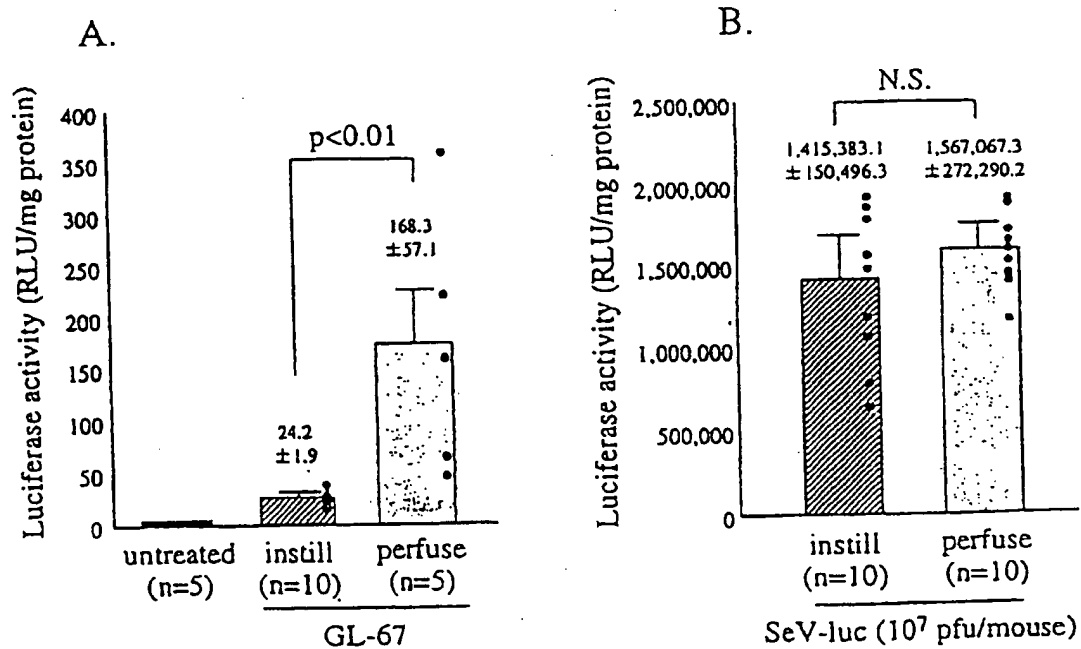 A.
Luciferase activity (RLU/mg protein)
400
350
300
250
200
150
100
50
0
p<0.01
168.3
±57.1
24.2
±1.9
untreated
(n=5)
instill
(n=10)
perfuse
(n=5)
GL-67
B.
Luciferase activity (RLU/mg protein)
2,500,000
2,000,000
1,500,000
1,000,000
500,000
0
N.S.
1,415,383.1
±150,496.3
1,567,067.3
±272,290.2
instill
(n=10)
perfuse
(n=10)
SeV-luc (10⁷ pfu/mouse)